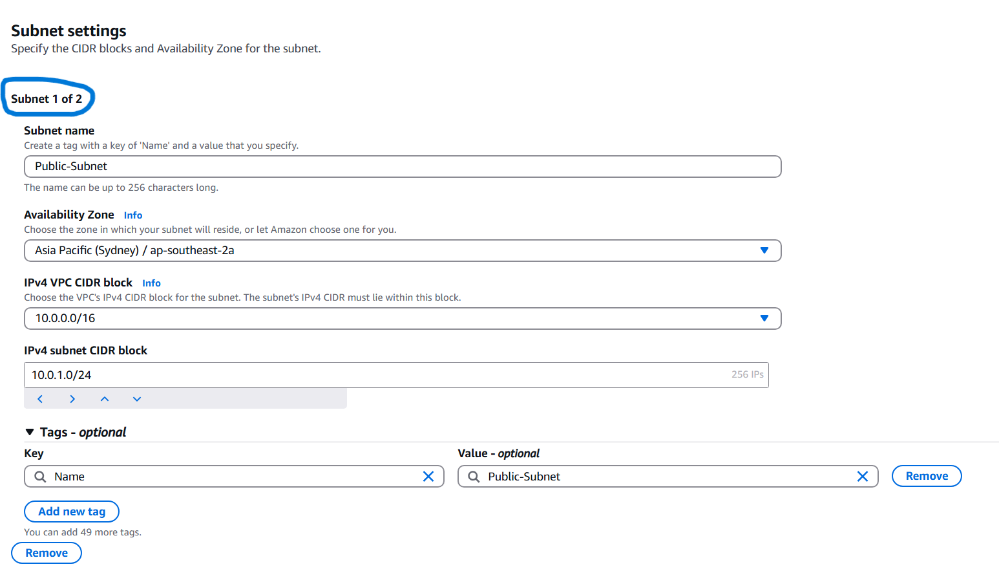 Subnet settings
Specify the CIDR blocks and Availability Zone for the subnet.
Subnet 1 of 2
Subnet name
Create a tag with a key of 'Name' and a value that you specify.
Public-Subnet
The name can be up to 256 characters long.
Availability Zone Info
Choose the zone in which your subnet will reside, or let Amazon choose one for you.
Asia Pacific (Sydney) / ap-southeast-2a
IPv4 VPC CIDR block Info
Choose the VPC's IPv4 CIDR block for the subnet. The subnet's IPv4 CIDR must lie within this block.
10.0.0.0/16
IPv4 subnet CIDR block
10.0.1.0/24 256 IPs
Tags - optional
Key Value - optional
Name Public-Subnet Remove
Add new tag
You can add 49 more tags.
Remove